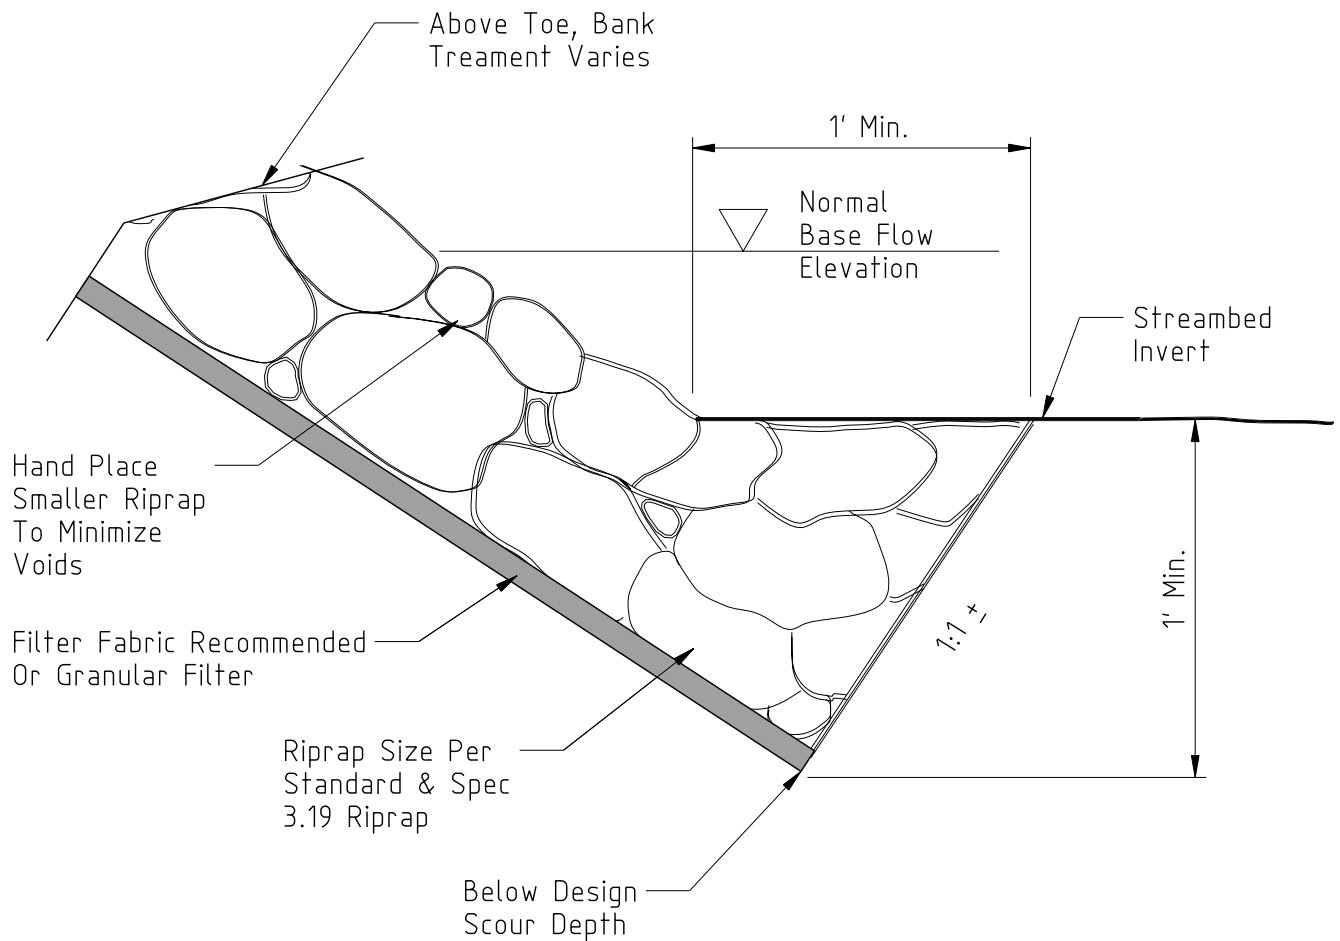 Above Toe, Bank
Treament Varies
1' Min.
Normal
Base Flow
Elevation
Streambed
Invert
Hand Place
Smaller Riprap
To Minimize
Voids
1' Min.
1:1 ±
Filter Fabric Recommended
Or Granular Filter
Riprap Size Per
Standard & Spec
3.19 Riprap
Below Design
Scour Depth